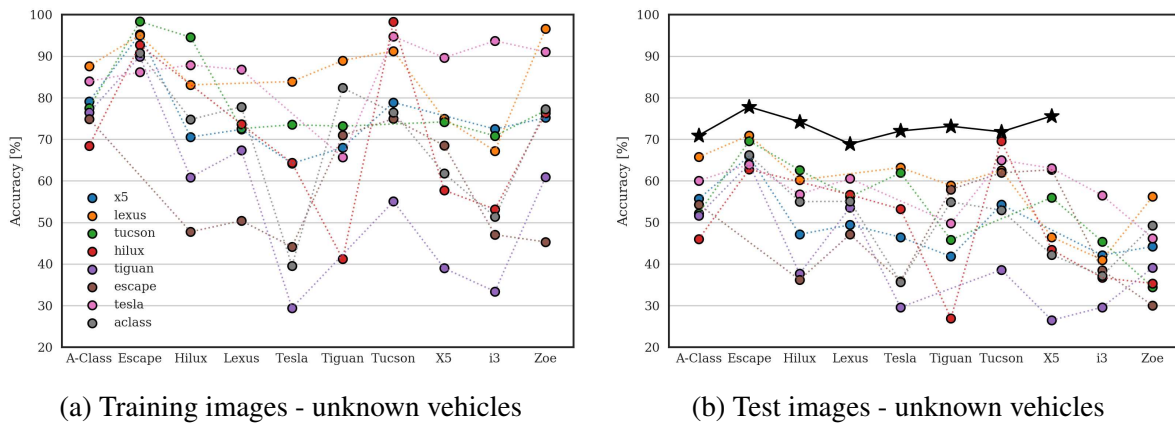 100
90
80
70
60
50
40
30
20
Accuracy [%]
x5
lexus
tucson
hilux
tiguan
escape
tesla
aclass
A-Class Escape Hilux Lexus Tesla Tiguan Tucson X5 i3 Zoe
(a) Training images - unknown vehicles
100
90
80
70
60
50
40
30
20
Accuracy [%]
A-Class Escape Hilux Lexus Tesla Tiguan Tucson X5 i3 Zoe
(b) Test images - unknown vehicles